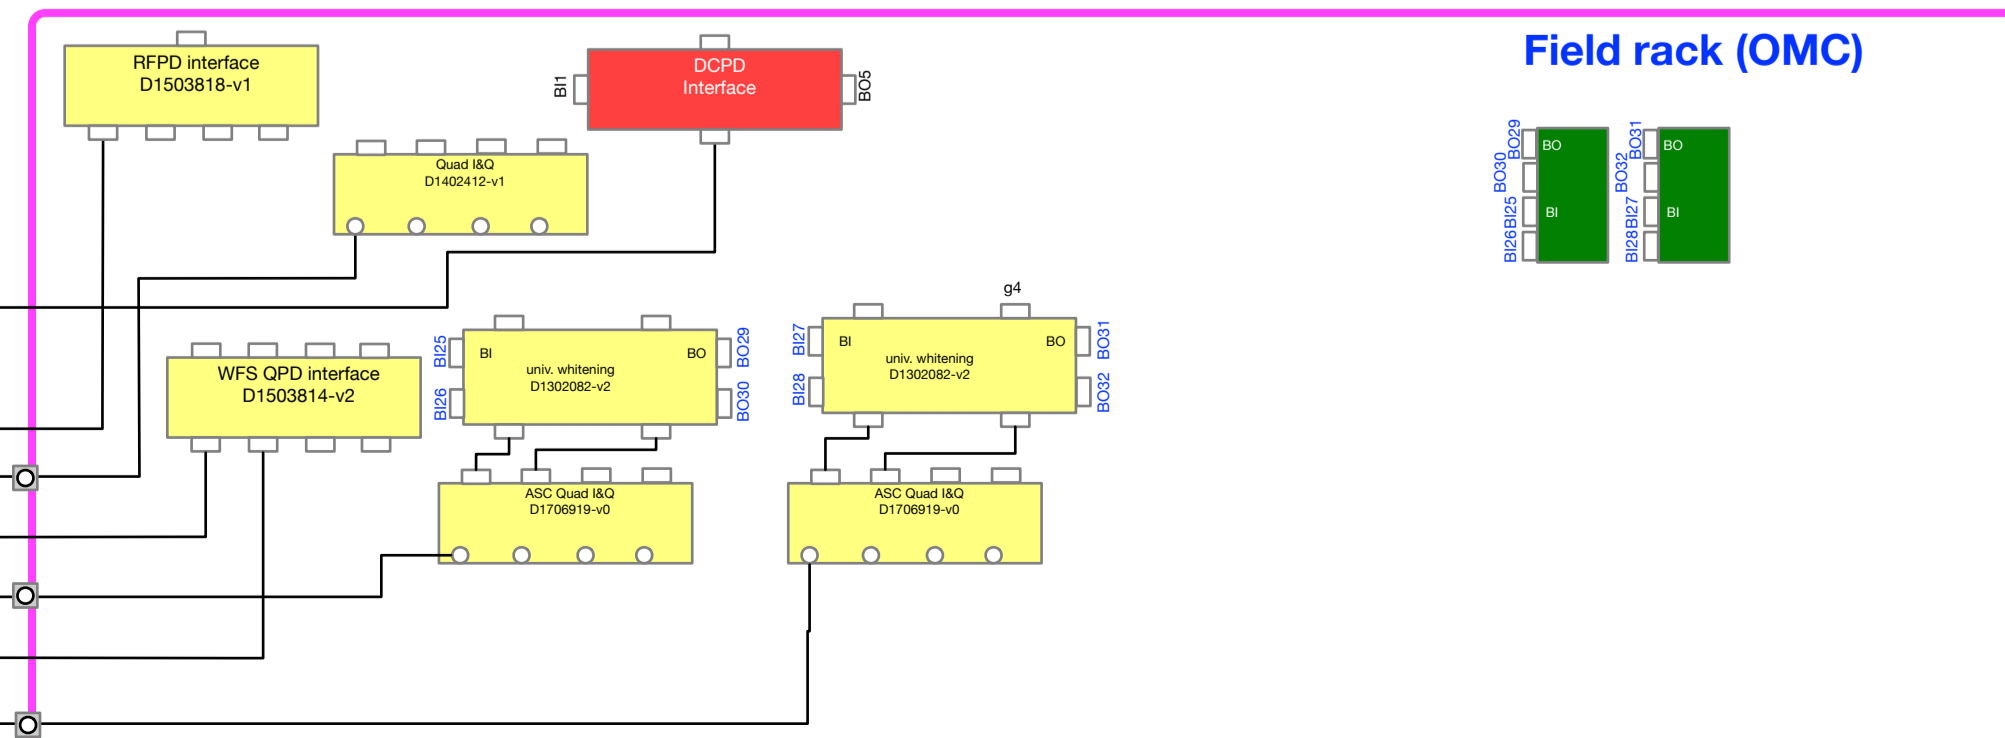 Field rack (OMC)
RFPD interface
D1503818-v1
BI1
DCPD
Interface
BO5
Quad I&Q
D1402412-v1
BO29
BO30
BI25
BI26
BO
BI
BO31
BO32
BI27
BI28
BO
BI
g4
WFS QPD interface
D1503814-v2
BI25
BI26
BI
BO
univ. whitening
D1302082-v2
BO29
BO30
BI27
BI28
BI
BO
univ. whitening
D1302082-v2
BO31
BO32
ASC Quad I&Q
D1706919-v0
ASC Quad I&Q
D1706919-v0